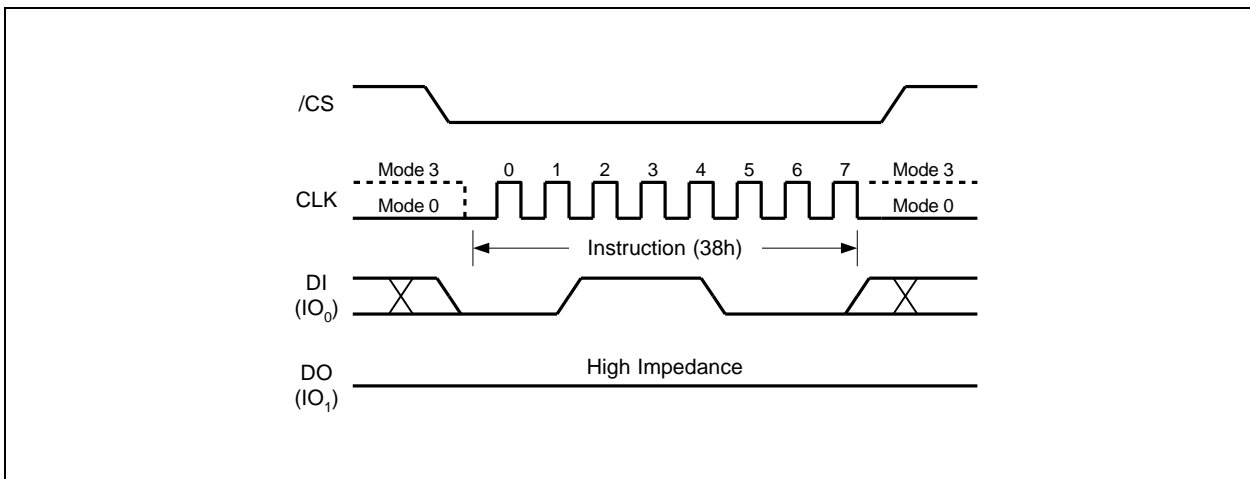 /CS
Mode 3 0 1 2 3 4 5 6 7 Mode 3
CLK
Mode 0 Mode 0
Instruction (38h)
DI
(IO0)
High Impedance
DO
(IO1)